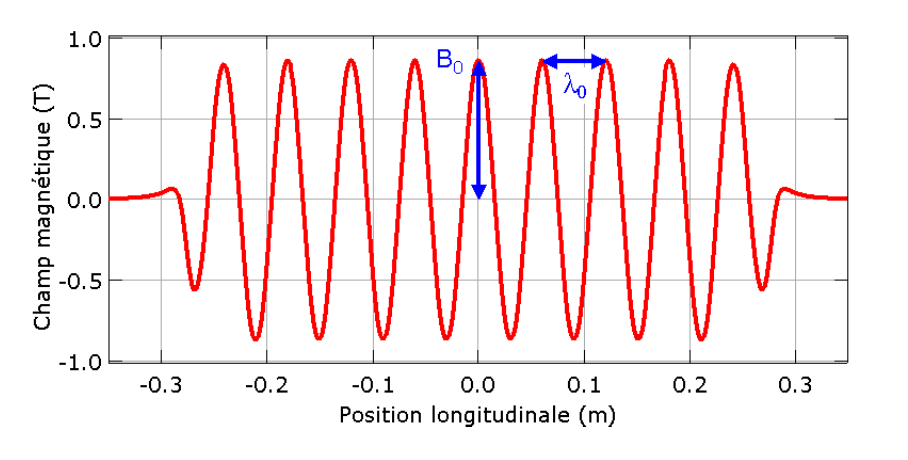 1.0
0.5
0.0
-0.5
-1.0
Champ magnétique (T)
B₀
λ₀
-0.3 -0.2 -0.1 0.0 0.1 0.2 0.3
Position longitudinale (m)